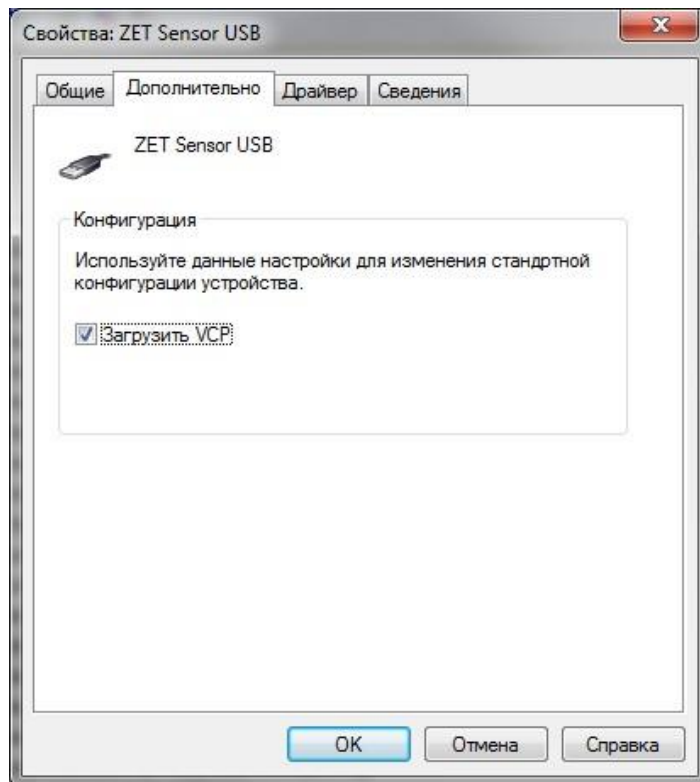 Свойства: ZET Sensor USB
Общие Дополнительно Драйвер Сведения
ZET Sensor USB
Конфигурация
Используйте данные настройки для изменения стандртной
конфигурации устройства.
Загрузить VCP
OK Отмена Справка